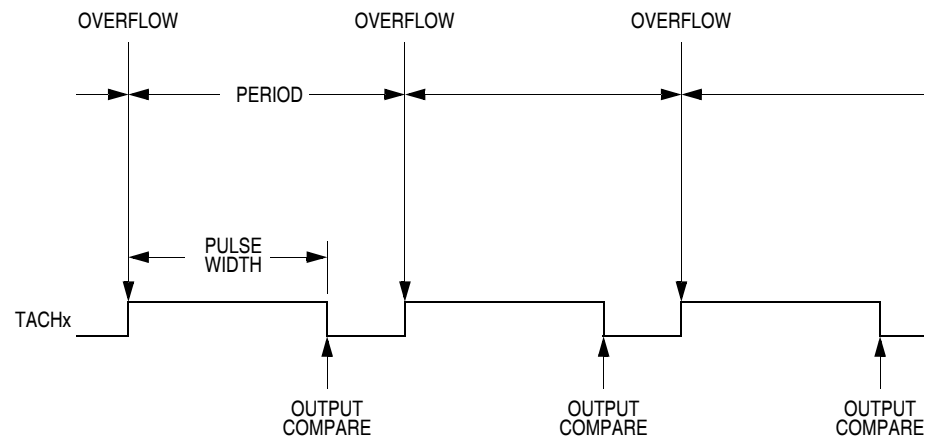 OVERFLOW OVERFLOW OVERFLOW
PERIOD
PULSE
WIDTH
TACHx
OUTPUT
COMPARE
OUTPUT
COMPARE
OUTPUT
COMPARE